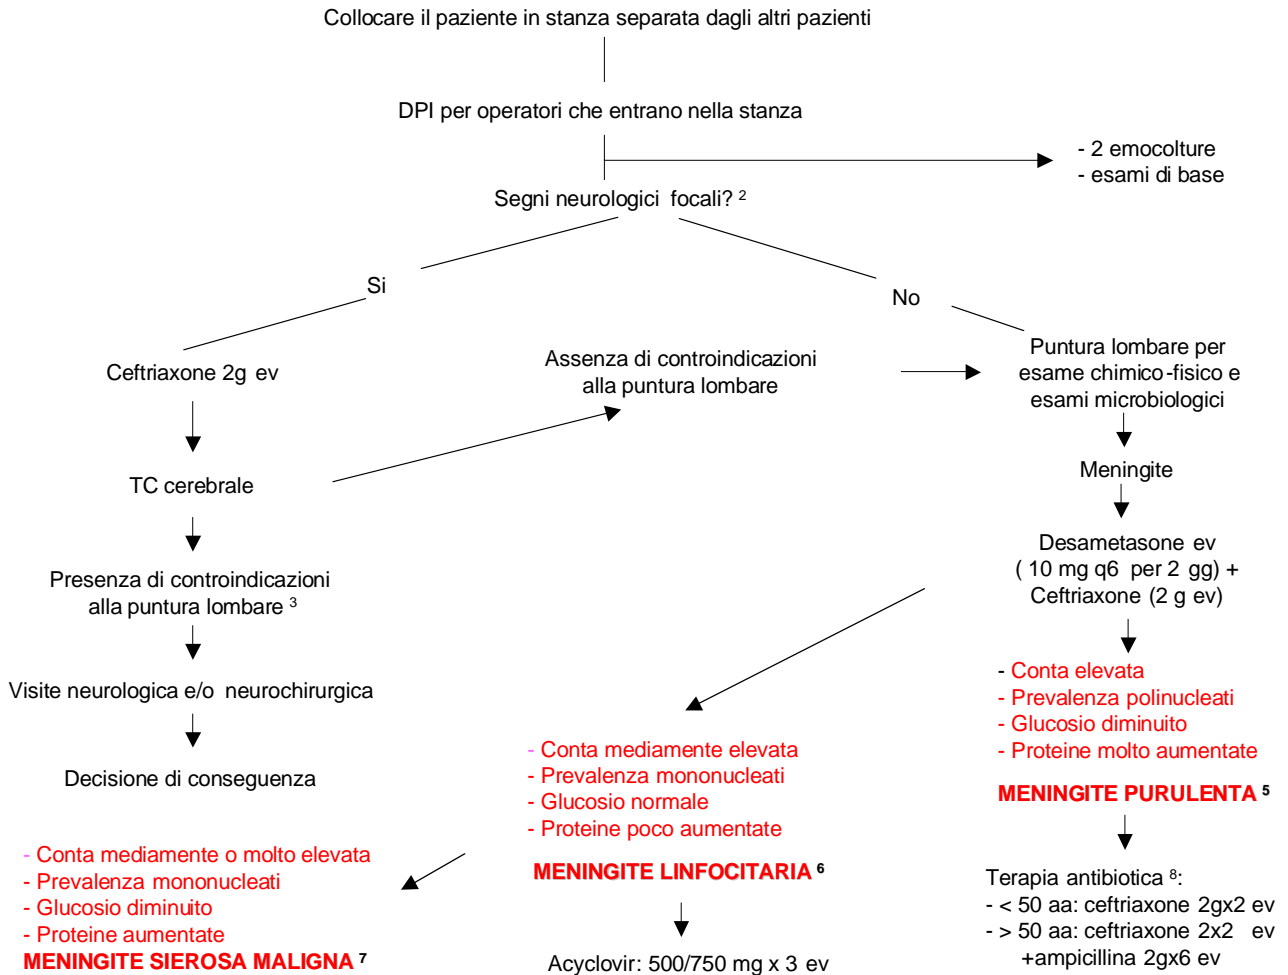 Collocare il paziente in stanza separata dagli altri pazienti
DPI per operatori che entrano nella stanza
- 2 emocolture
- esami di base
Segni neurologici focali? 2
Si
No
Ceftriaxone 2g ev
Assenza di controindicazioni
alla puntura lombare
Puntura lombare per
esame chimico-fisico e
esami microbiologici
TC cerebrale
Meningite
Presenza di controindicazioni
alla puntura lombare 3
Desametasone ev
( 10 mg q6 per 2 gg) +
Ceftriaxone (2 g ev)
Visite neurologica e/o neurochirurgica
Decisione di conseguenza
- Conta elevata
- Prevalenza polinucleati
- Glucosio diminuito
- Proteine molto aumentate
MENINGITE PURULENTA 5
- Conta mediamente elevata
- Prevalenza mononucleati
- Glucosio normale
- Proteine poco aumentate
MENINGITE LINFOCITARIA 6
- Conta mediamente o molto elevata
- Prevalenza mononucleati
- Glucosio diminuito
- Proteine aumentate
MENINGITE SIEROSA MALIGNA 7
Acyclovir: 500/750 mg x 3 ev
Terapia antibiotica 8:
- < 50 aa: ceftriaxone 2gx2 ev
- > 50 aa: ceftriaxone 2x2 ev
+ampicillina 2gx6 ev